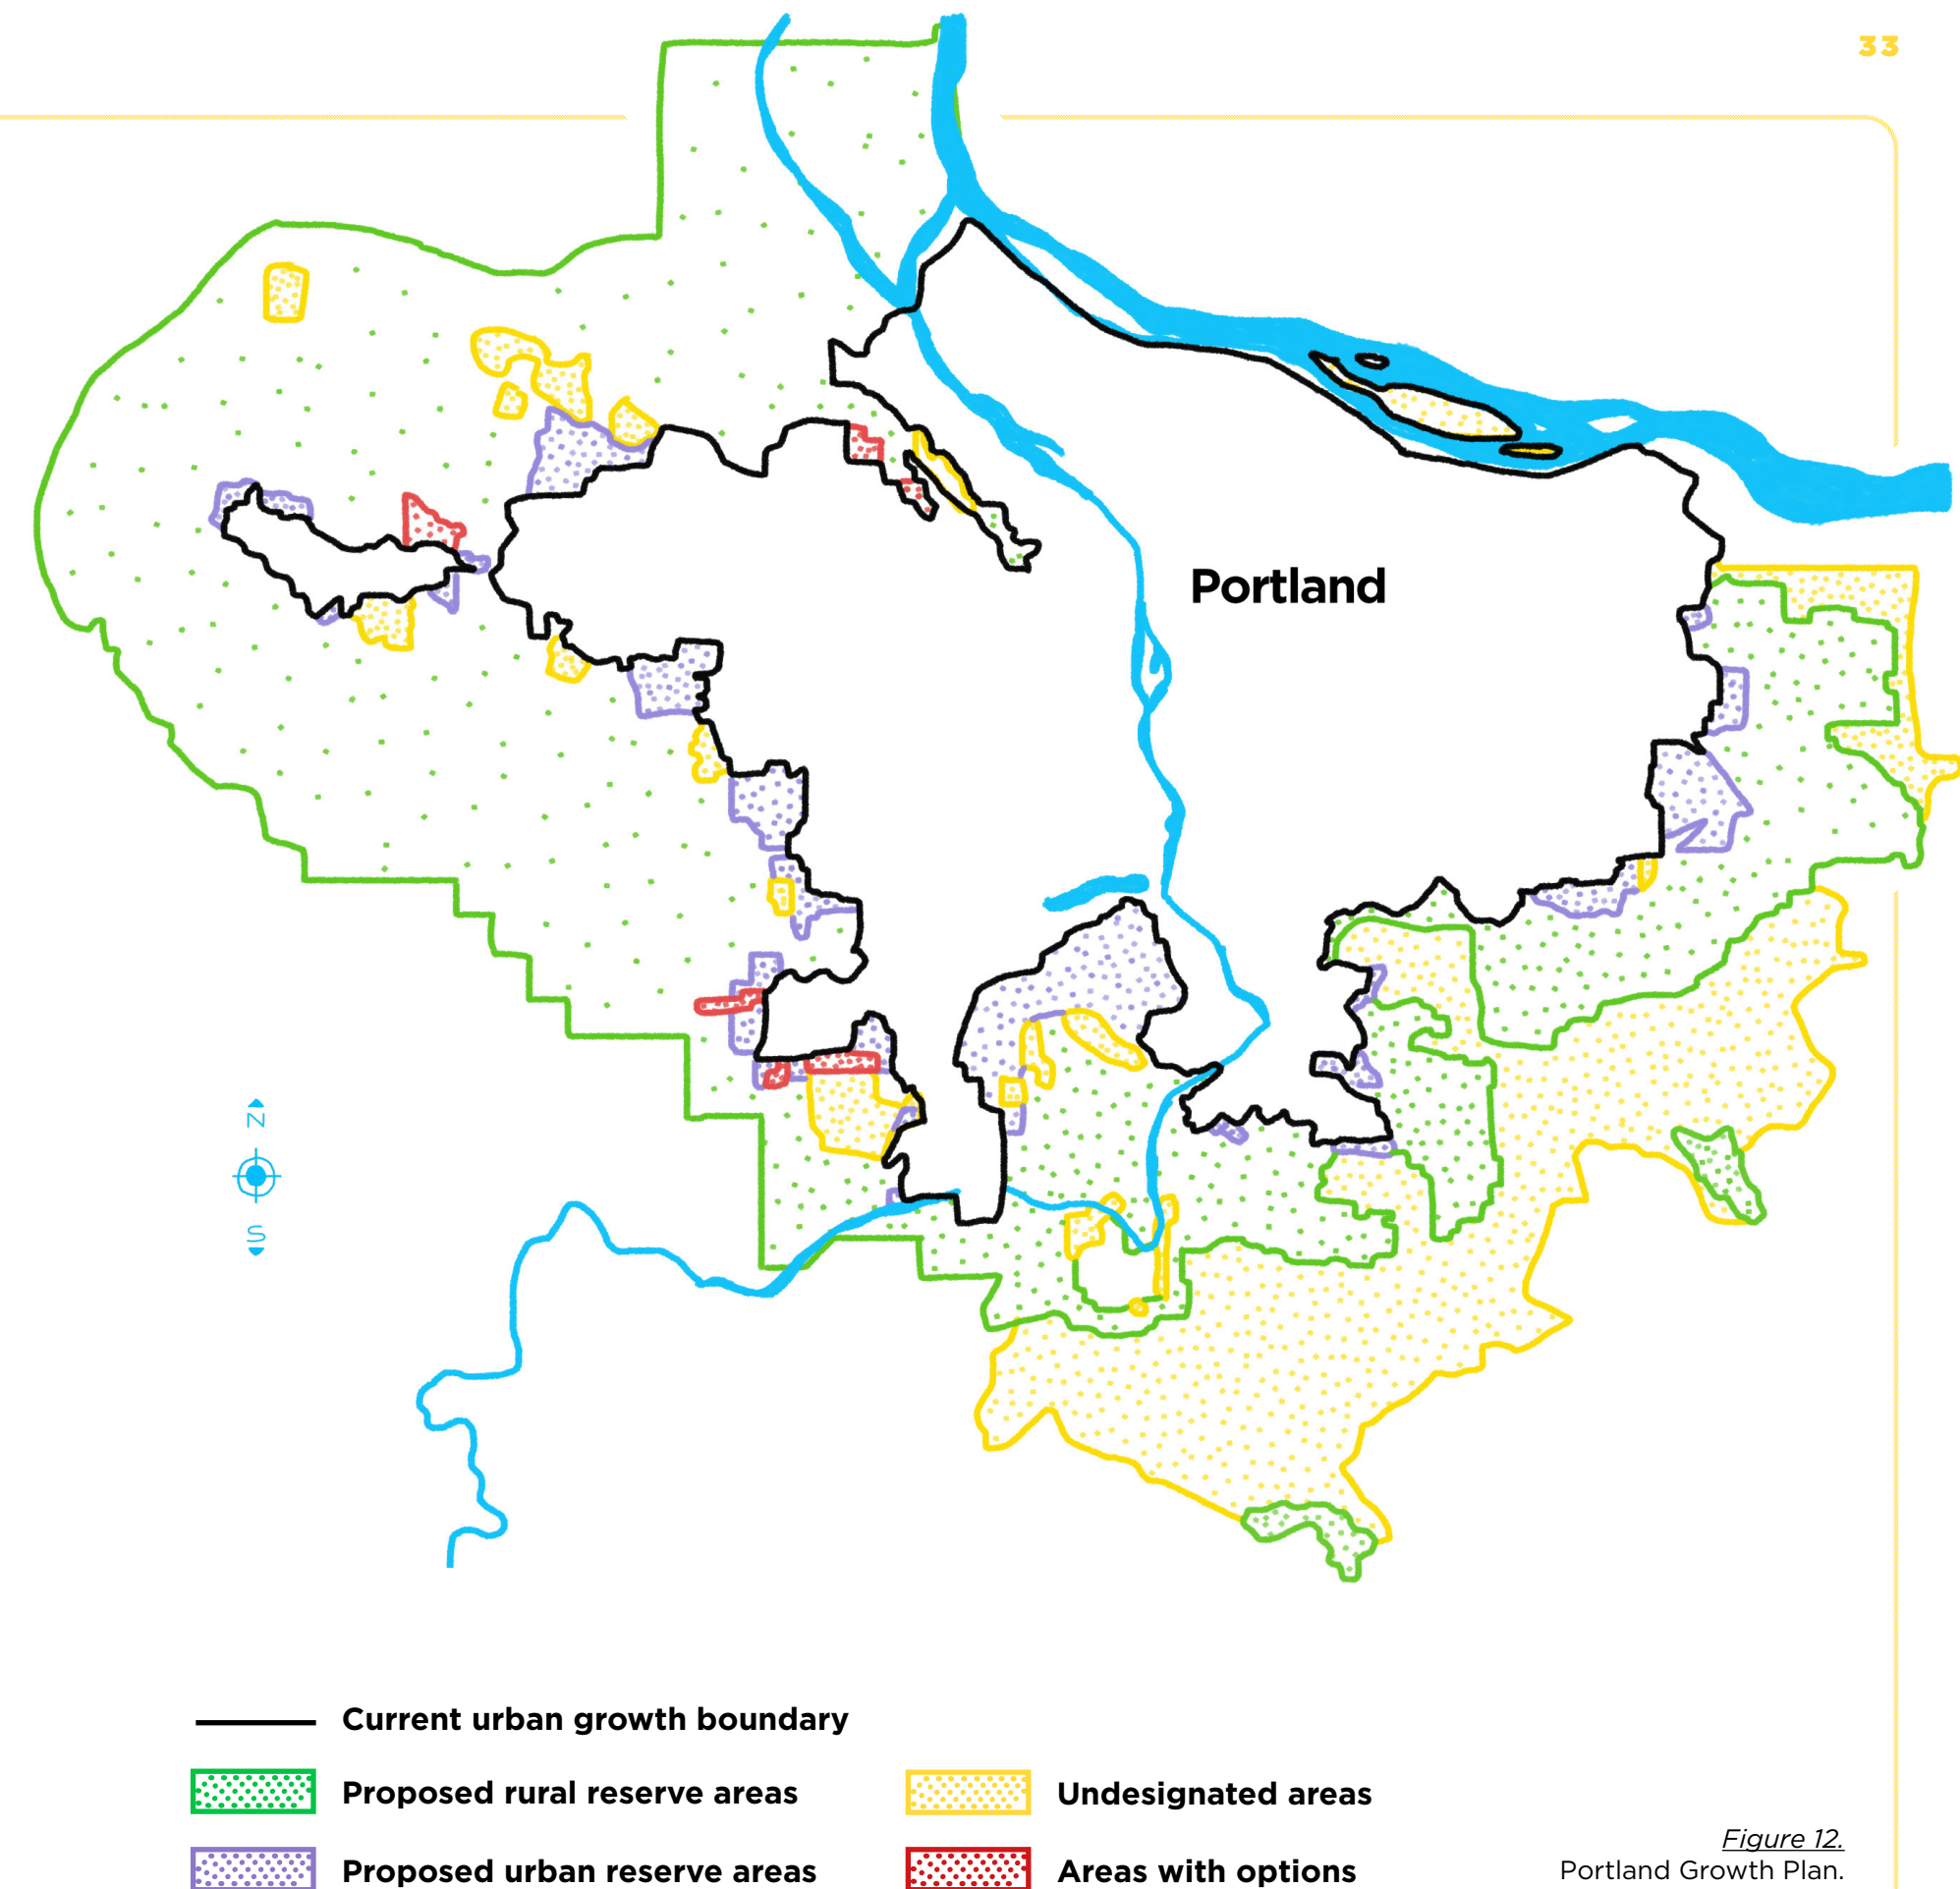 33
Portland
N
S
Current urban growth boundary
Proposed rural reserve areas
Undesignated areas
Proposed urban reserve areas
Areas with options
Figure 12.
Portland Growth Plan.